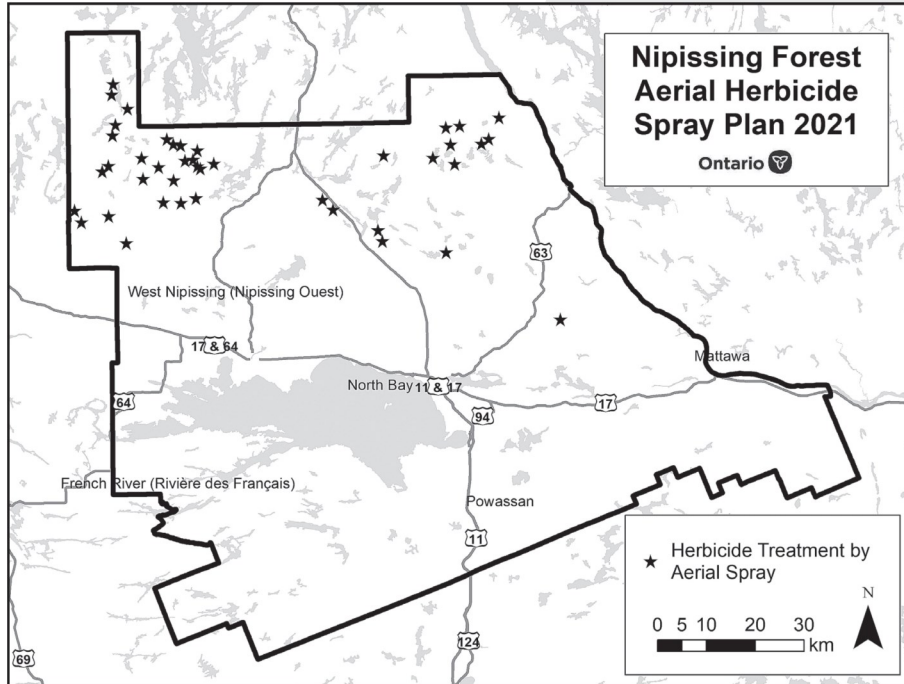 Nipissing Forest
Aerial Herbicide
Spray Plan 2021
Ontario
63
West Nipissing (Nipissing Ouest)
17 & 64
Mattawa
North Bay 11 & 17
64
94
17
French River (Rivière des Français)
Powassan
11
124
69
Herbicide Treatment by
Aerial Spray
N
0 5 10 20 30
km